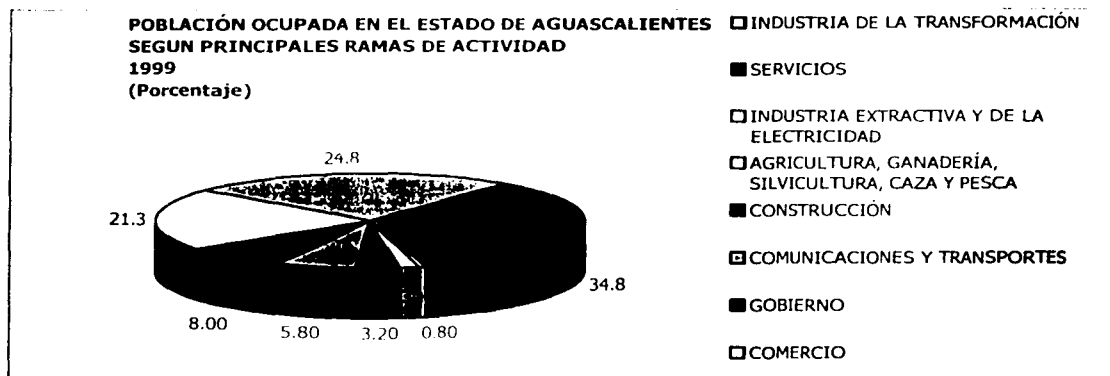 POBLACIÓN OCUPADA EN EL ESTADO DE AGUASCALIENTES
SEGUN PRINCIPALES RAMAS DE ACTIVIDAD
1999
(Porcentaje)
24.8
21.3
34.8
8.00
5.80
3.20
0.80
INDUSTRIA DE LA TRANSFORMACIÓN
SERVICIOS
INDUSTRIA EXTRACTIVA Y DE LA
ELECTRICIDAD
AGRICULTURA, GANADERÍA,
SILVICULTURA, CAZA Y PESCA
CONSTRUCCIÓN
COMUNICACIONES Y TRANSPORTES
GOBIERNO
COMERCIO